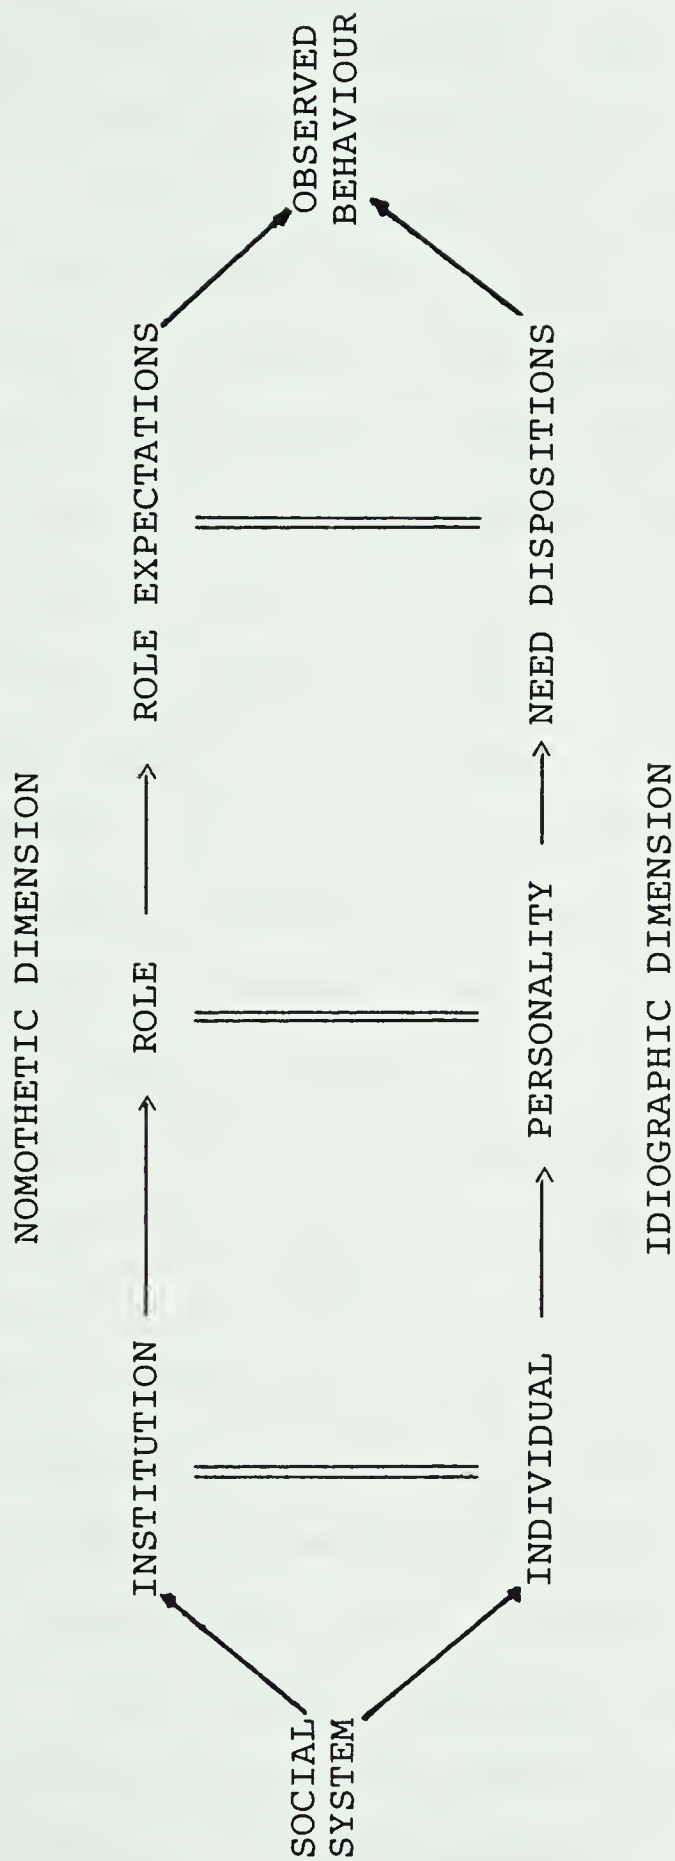 NOMOTHETIC DIMENSION
INSTITUTION
ROLE
ROLE EXPECTATIONS
SOCIAL
SYSTEM
OBSERVED
BEHAVIOUR
INDIVIDUAL
PERSONALITY
NEED DISPOSITIONS
IDIOGRAPHIC DIMENSION